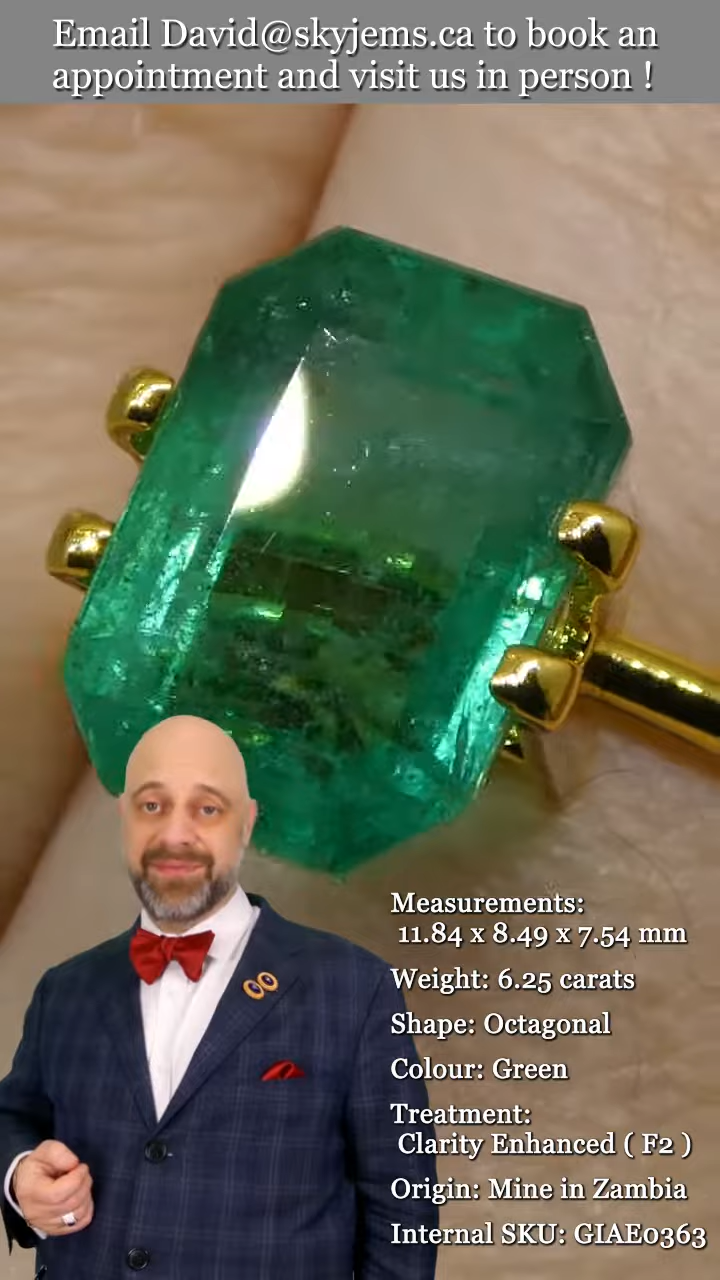 Email David@skyjems.ca to book an
appointment and visit us in person !
Measurements:
11.84 x 8.49 x 7.54 mm
Weight: 6.25 carats
Shape: Octagonal
Colour: Green
Treatment:
Clarity Enhanced ( F2 )
Origin: Mine in Zambia
Internal SKU: GIAE0363